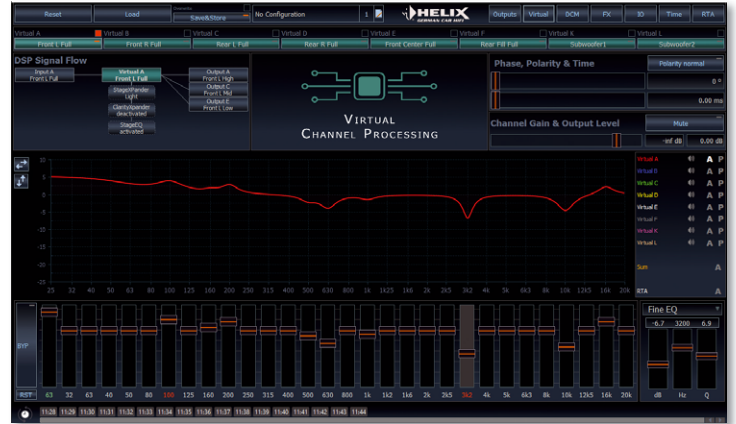 Reset Load Save&Store No Configuration 1 HELIX GERMAN CAR HIFI Outputs Virtual DCM FX IO Time RTA
Virtual A Virtual B Virtual C Virtual D Virtual E Virtual F Virtual K Virtual L
Front L Full Front R Full Rear L Full Rear R Full Front Center Full Rear Fill Full Subwoofer1 Subwoofer2
DSP Signal Flow
Input A
Front L Full
Virtual A
Front L Full
Output A
Front L High
StageXPander
Light
Output C
Front L Mid
ClarityXpander
deactivated
Output E
Front L Low
StageEQ
activated
VIRTUAL
CHANNEL PROCESSING
Phase, Polarity & Time Polarity normal
0 °
0.00 ms
Channel Gain & Output Level Mute
-inf dB 0.00 dB
10
5
0
-5
-10
-15
-20
-25
25 32 40 50 63 80 100 125 160 200 250 315 400 500 630 800 1k 1k25 1k6 2k 2k5 3k2 4k 5k 6k3 8k 10k 12k5 16k 20k
Virtual A A P
Virtual B A P
Virtual C A P
Virtual D A P
Virtual E A P
Virtual F A P
Virtual K A P
Virtual L A P
Sum A
RTA A
BYP
RST 63 32 63 40 50 80 100 125 160 200 250 315 400 500 630 800 1k 1k2 1k6 2k 2k5 3k2 4k 5k 6k3 8k 10k 12k5 16k 20k
Fine EQ
-6.7 3200 6.9
dB Hz Q
11:28 11:29 11:30 11:31 11:32 11:33 11:34 11:35 11:36 11:37 11:38 11:39 11:40 11:41 11:42 11:43 11:44